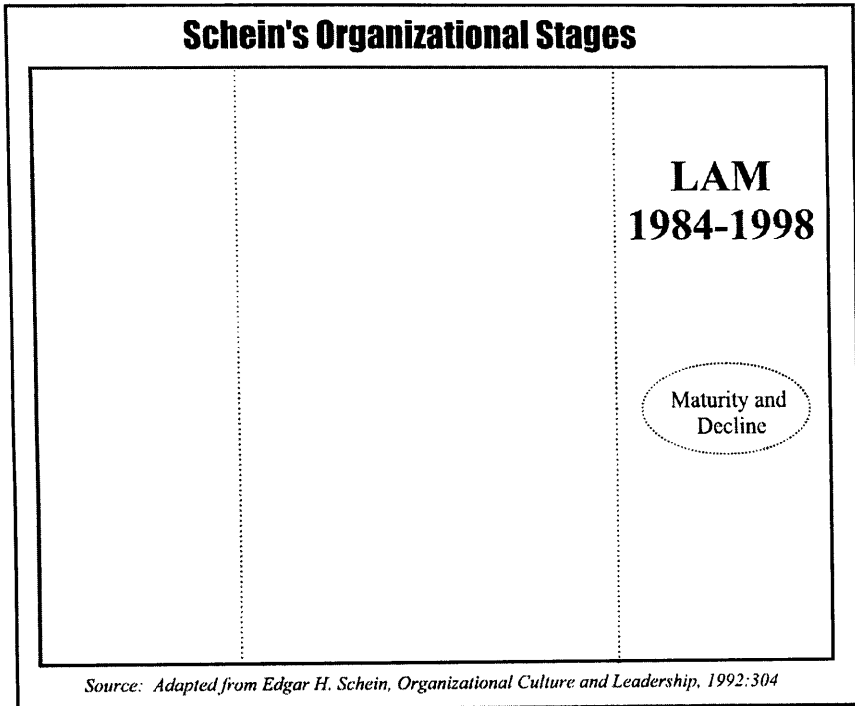 Schein's Organizational Stages
LAM
1984-1998
Maturity and
Decline
Source: Adapted from Edgar H. Schein, Organizational Culture and Leadership, 1992:304